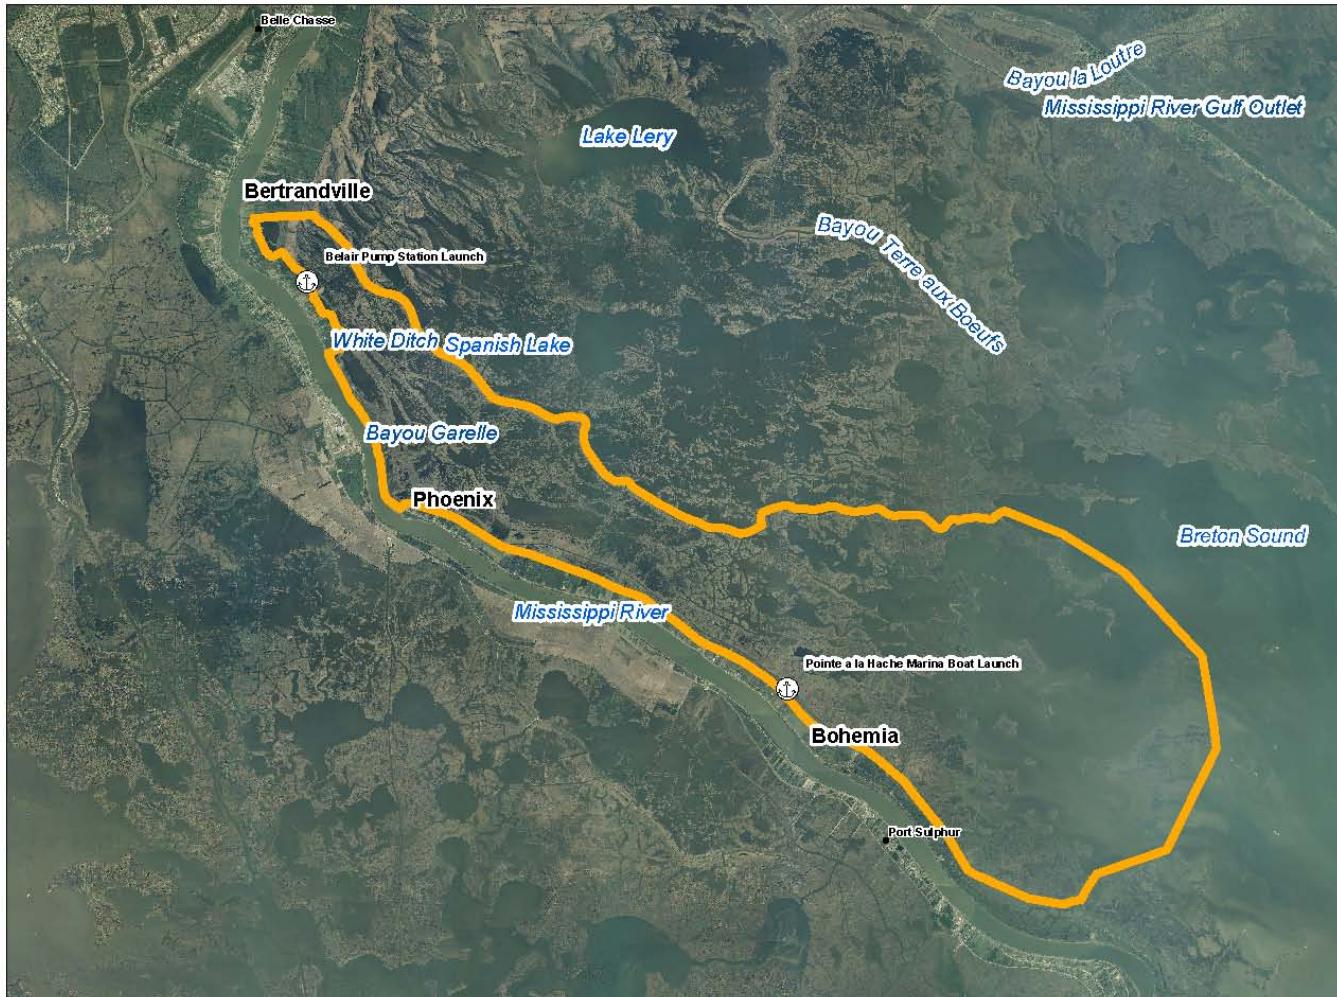 Belle Chasse
Bayou la Loutre
Mississippi River Gulf Outlet
Lake Lery
Bertrandville
Bayou Terre aux Boeufs
Belair Pump Station Launch
White Ditch
Spanish Lake
Bayou Garelle
Phoenix
Breton Sound
Mississippi River
Pointe a la Hache Marina Boat Launch
Bohemia
Port Sulphur